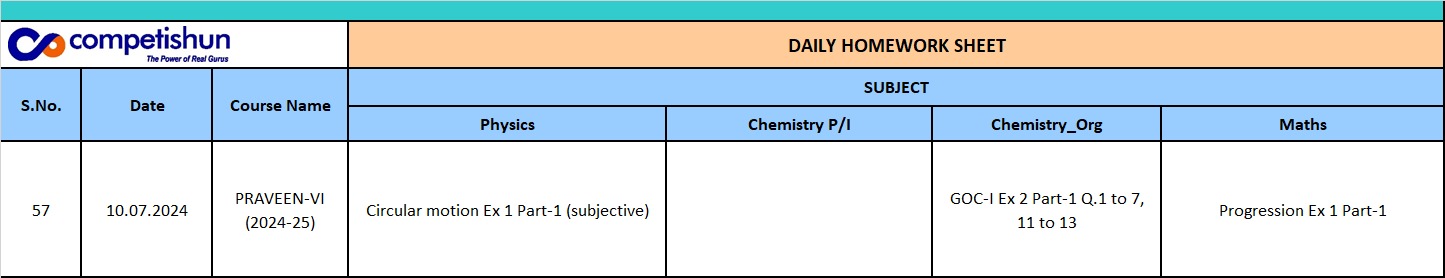 competishun
The Power of Real Gurus
DAILY HOMEWORK SHEET
S.No.
Date
Course Name
SUBJECT
Physics
Chemistry P/I
Chemistry_Org
Maths
57
10.07.2024
PRAVEEN-VI
(2024-25)
Circular motion Ex 1 Part-1 (subjective)
GOC-I Ex 2 Part-1 Q.1 to 7,
11 to 13
Progression Ex 1 Part-1